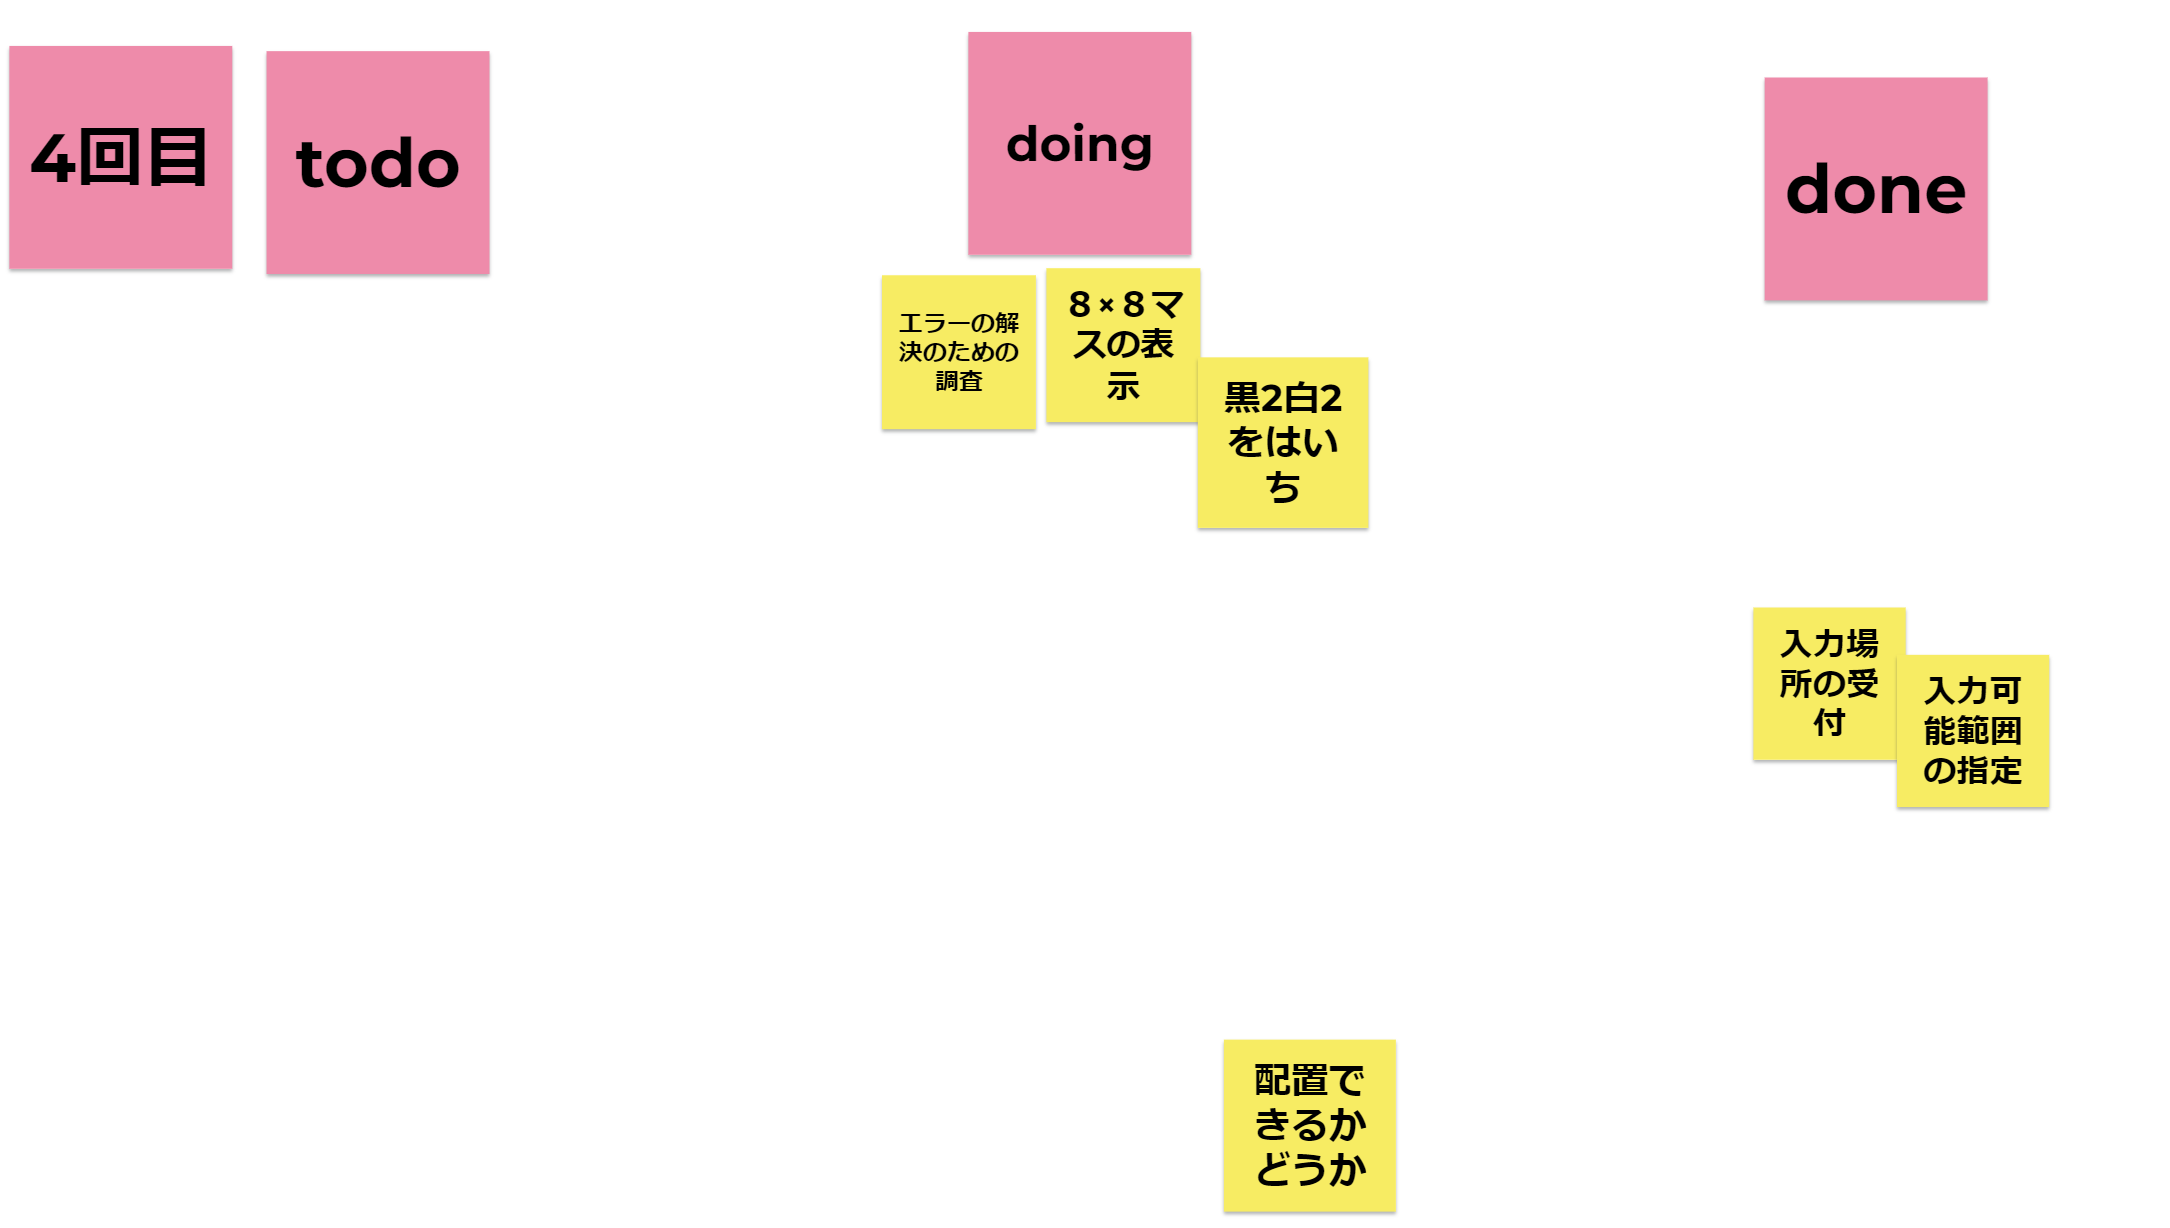 4回目
todo
doing
done
エラーの解
決のための
調査
８×８マ
スの表
示
黒2白2
をはい
ち
入力場
所の受
付
入力可
能範囲
の指定
配置で
きるか
どうか